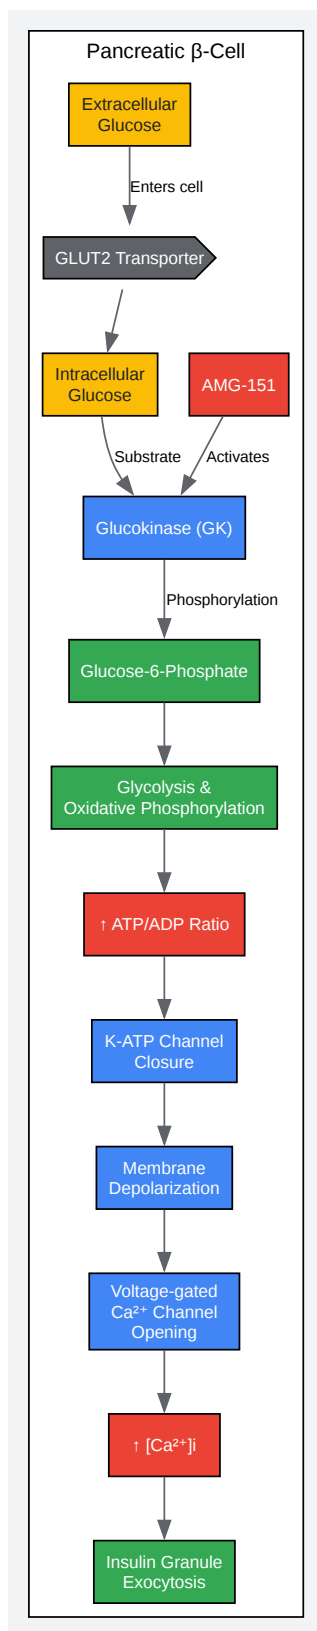 Pancreatic β-Cell
Extracellular
Glucose
Enters cell
GLUT2 Transporter
Intracellular
Glucose
AMG-151
Substrate
Activates
Glucokinase (GK)
Phosphorylation
Glucose-6-Phosphate
Glycolysis &
Oxidative Phosphorylation
↑ ATP/ADP Ratio
K-ATP Channel
Closure
Membrane
Depolarization
Voltage-gated
Ca²⁺ Channel
Opening
↑ [Ca²⁺]i
Insulin Granule
Exocytosis